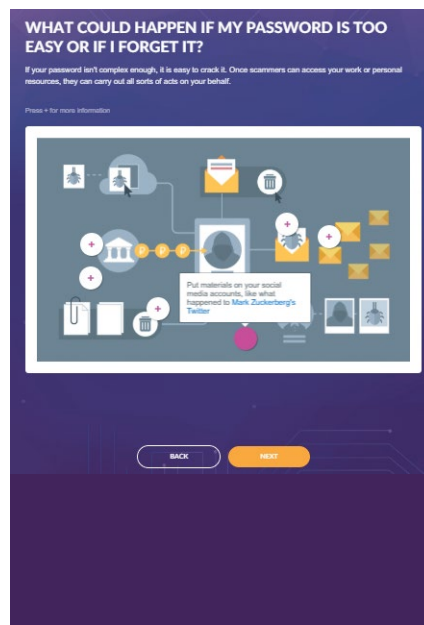 WHAT COULD HAPPEN IF MY PASSWORD IS TOO
EASY OR IF I FORGET IT?
If your password isn't complex enough, it is easy to crack it. Once scammers can access your work or personal
resources, they can carry out all sorts of acts on your behalf.
Press + for more information
Put materials on your social
media accounts, like what
happened to Mark Zuckerberg's
Twitter
BACK
NEXT